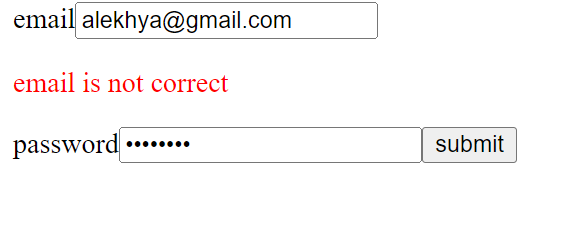 email alekhya@gmail.com
email is not correct
password •••••••• submit